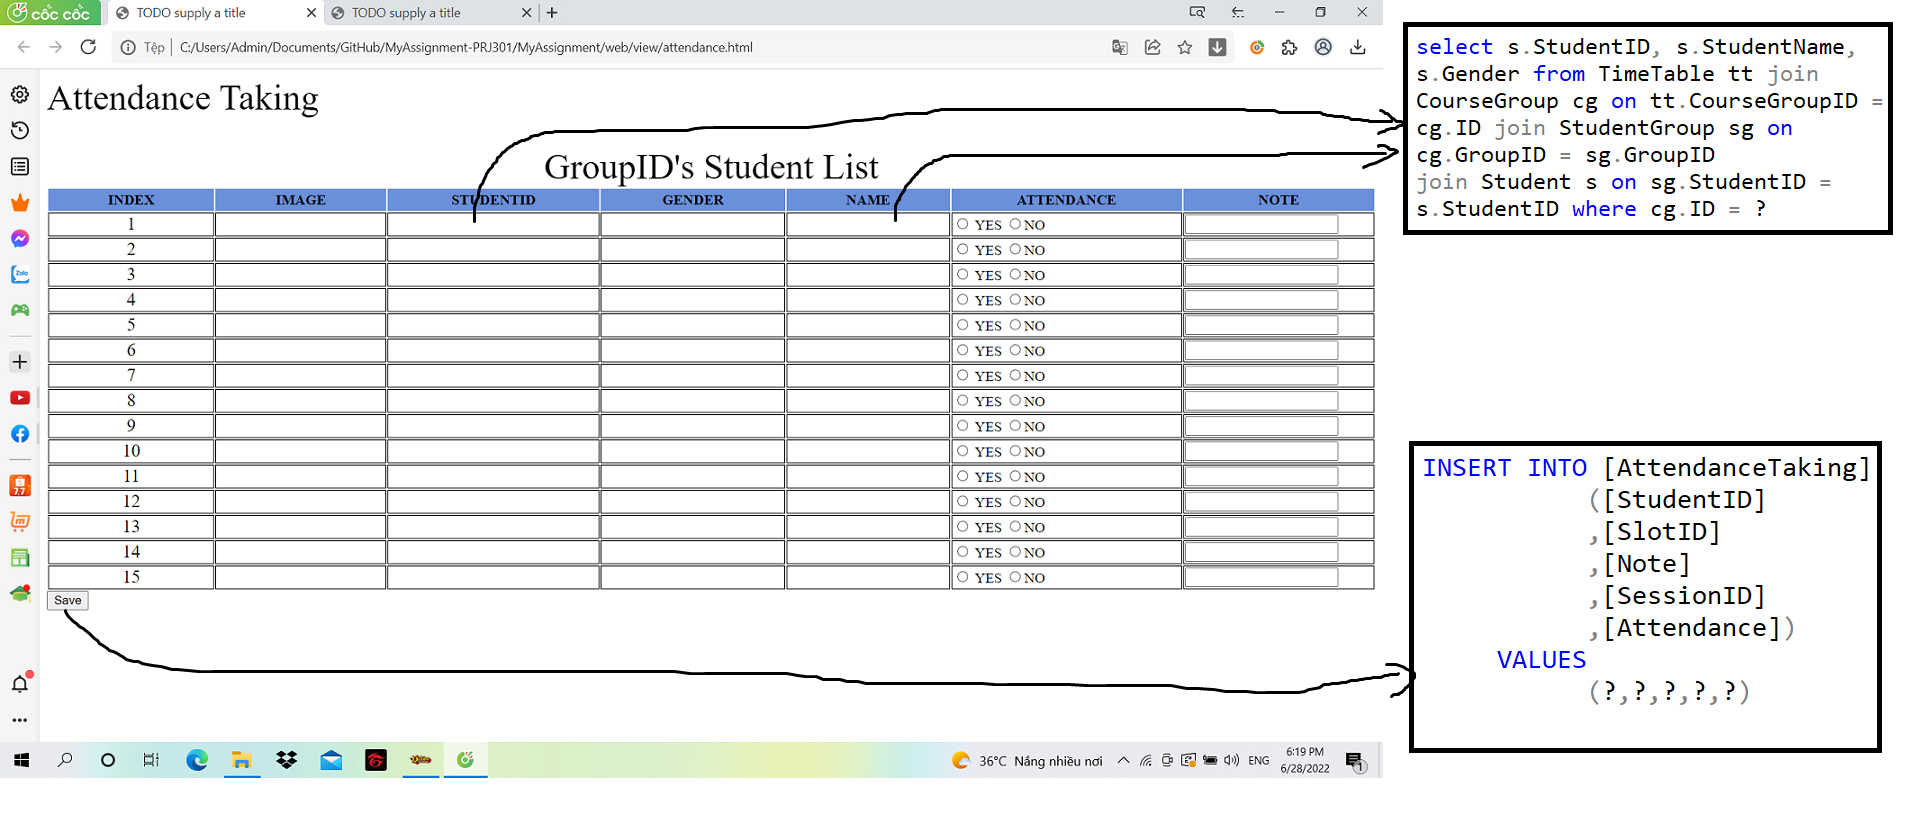 cốc cốc
TODO supply a title
TODO supply a title
Tệp
C:/Users/Admin/Documents/GitHub/MyAssignment-PRJ301/MyAssignment/web/view/attendance.html
Attendance Taking
GroupID's Student List
INDEX IMAGE STUDENTID GENDER NAME ATTENDANCE NOTE
1 YES NO
2 YES NO
3 YES NO
4 YES NO
5 YES NO
6 YES NO
7 YES NO
8 YES NO
9 YES NO
10 YES NO
11 YES NO
12 YES NO
13 YES NO
14 YES NO
15 YES NO
Save
Zalo
7.7
select s.StudentID, s.StudentName,
s.Gender from TimeTable tt join
CourseGroup cg on tt.CourseGroupID =
cg.ID join StudentGroup sg on
cg.GroupID = sg.GroupID
join Student s on sg.StudentID =
s.StudentID where cg.ID = ?
INSERT INTO [AttendanceTaking]
([StudentID]
,[SlotID]
,[Note]
,[SessionID]
,[Attendance])
VALUES
(?,?,?,?,?)
36°C Nắng nhiều nơi
ENG
6:19 PM
6/28/2022
1